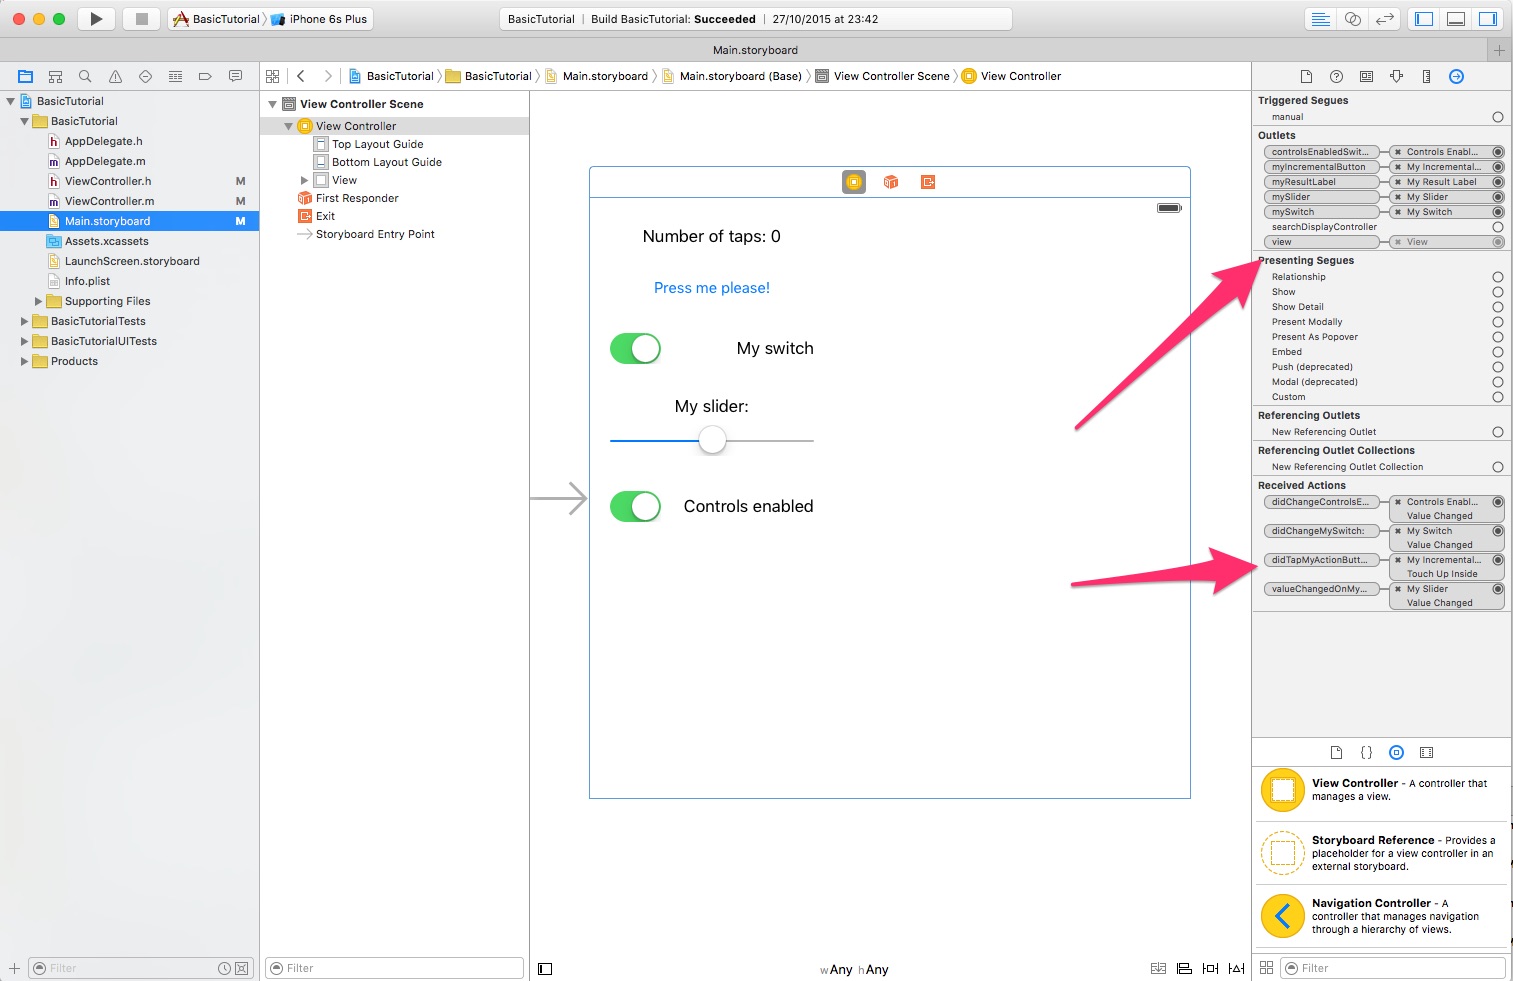 BasicTutorial
iPhone 6s Plus
BasicTutorial | Build BasicTutorial: Succeeded | 27/10/2015 at 23:42
Main.storyboard
BasicTutorial
BasicTutorial
AppDelegate.h
AppDelegate.m
ViewController.h M
ViewController.m M
Main.storyboard M
Assets.xcassets
LaunchScreen.storyboard
Info.plist
Supporting Files
BasicTutorialTests
BasicTutorialUITests
Products
Filter
BasicTutorial BasicTutorial Main.storyboard Main.storyboard (Base) View Controller Scene View Controller
View Controller Scene
View Controller
Top Layout Guide
Bottom Layout Guide
View
First Responder
Exit
Storyboard Entry Point
Filter
Number of taps: 0
Press me please!
My switch
My slider:
Controls enabled
wAny hAny
Triggered Segues
manual
Outlets
controlsEnabledSwit... Controls Enabl...
myIncrementalButton My Incremental...
myResultLabel My Result Label
mySlider My Slider
mySwitch My Switch
searchDisplayController
view View
Presenting Segues
Relationship
Show
Show Detail
Present Modally
Present As Popover
Embed
Push (deprecated)
Modal (deprecated)
Custom
Referencing Outlets
New Referencing Outlet
Referencing Outlet Collections
New Referencing Outlet Collection
Received Actions
didChangeControlsE... Controls Enabl...
Value Changed
didChangeMySwitch: My Switch
Value Changed
didTapMyActionButt... My Incremental...
Touch Up Inside
valueChangedOnMy... My Slider
Value Changed
View Controller - A controller that
manages a view.
Storyboard Reference - Provides a
placeholder for a view controller in an
external storyboard.
Navigation Controller - A
controller that manages navigation
through a hierarchy of views.
Filter